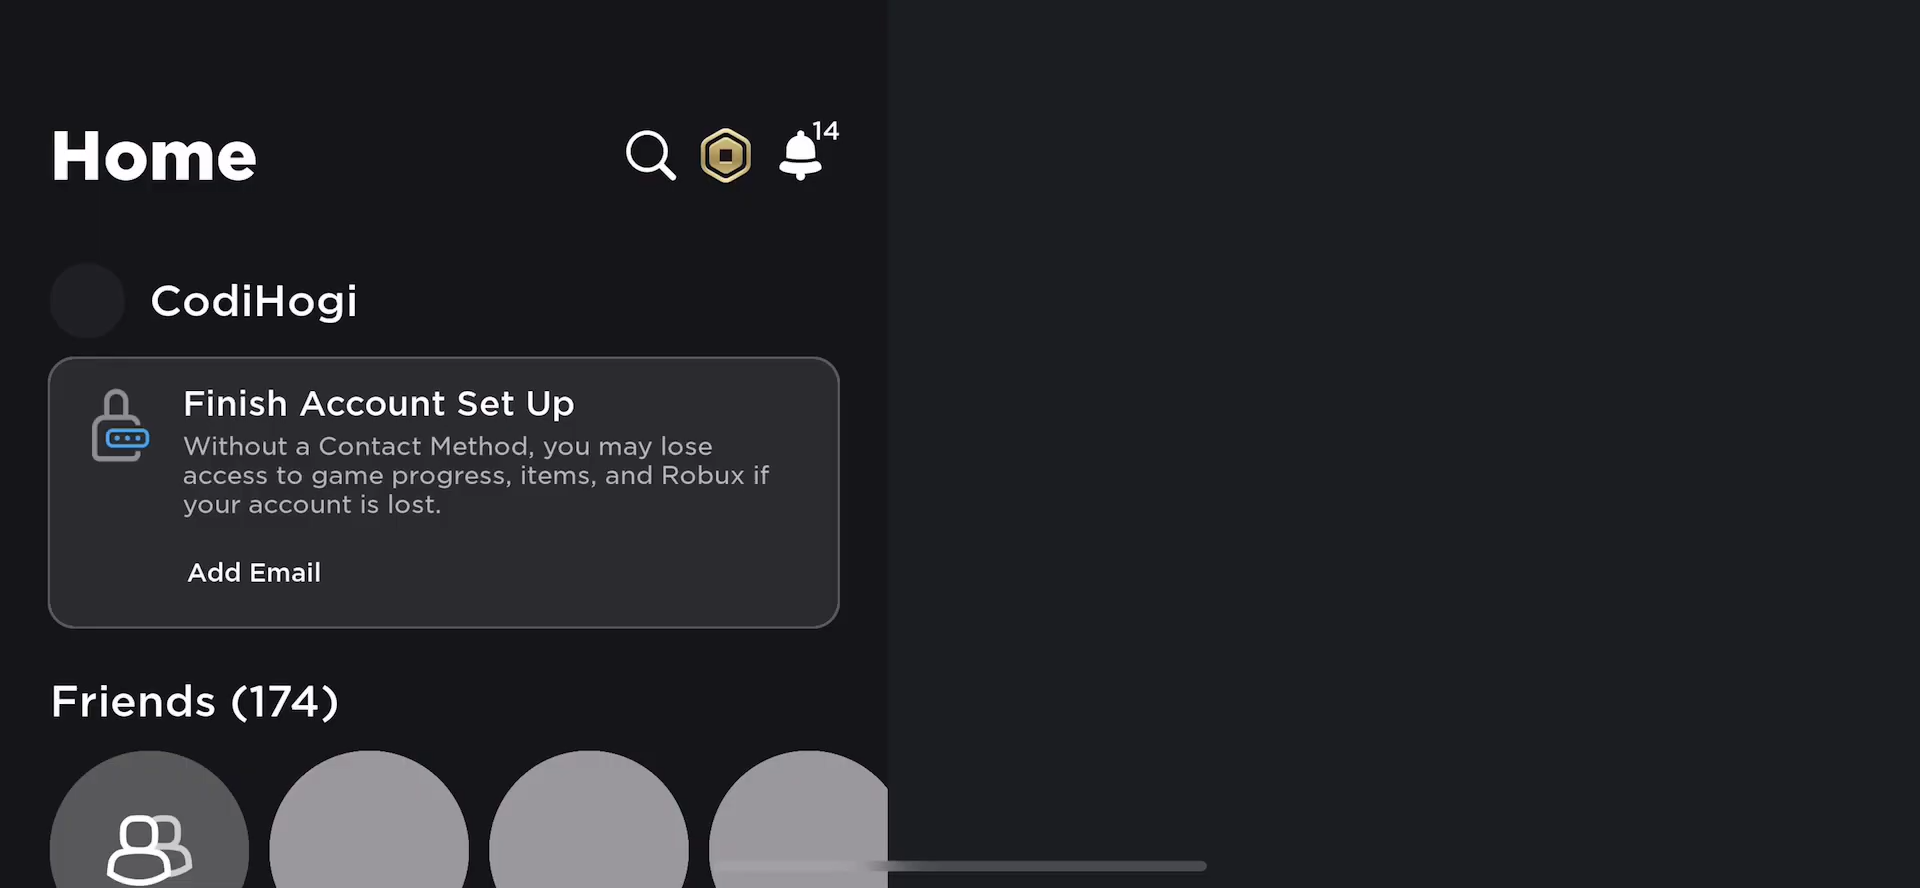 Home
14
CodiHogi
Finish Account Set Up
Without a Contact Method, you may lose
access to game progress, items, and Robux if
your account is lost.
Add Email
Friends (174)